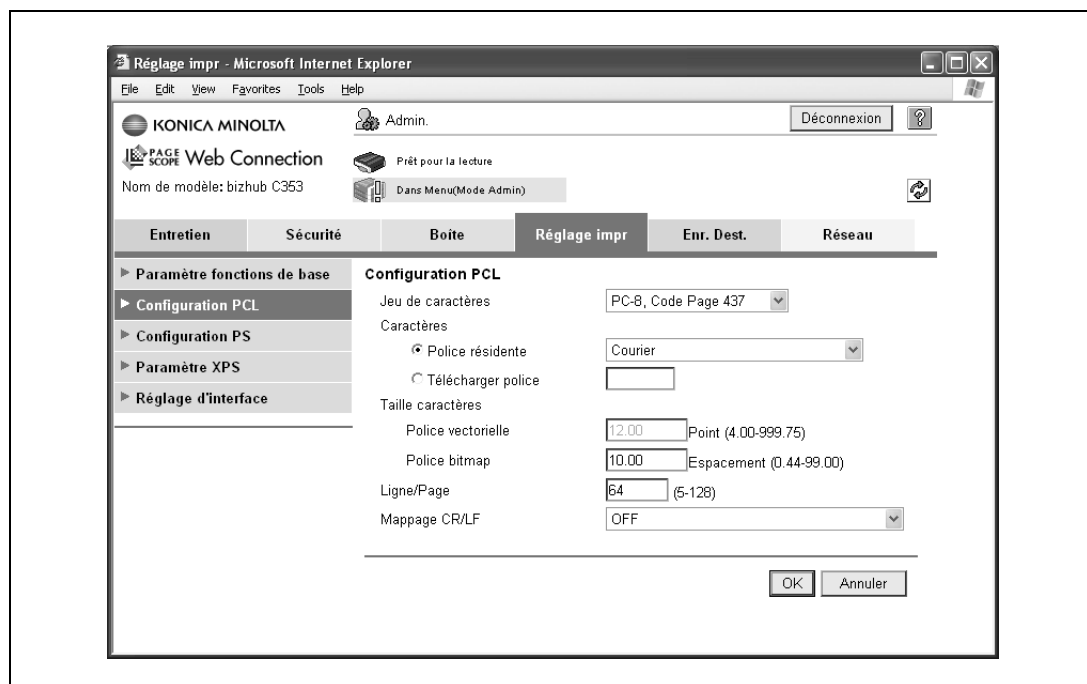 Réglage impr - Microsoft Internet Explorer
File Edit View Favorites Tools Help
KONICA MINOLTA
Admin.
Déconnexion
?
PAGE SCOPE Web Connection
Prêt pour la lecture
Nom de modèle: bizhub C353
Dans Menu(Mode Admin)
Entretien Sécurité Boîte Réglage impr Enr. Dest. Réseau
Paramètre fonctions de base
Configuration PCL
Configuration PS
Paramètre XPS
Réglage d'interface
Configuration PCL
Jeu de caractères PC-8, Code Page 437
Caractères
Police résidente Courier
Télécharger police
Taille caractères
Police vectorielle 12.00 Point (4.00-999.75)
Police bitmap 10.00 Espacement (0.44-99.00)
Ligne/Page 64 (5-128)
Mappage CR/LF OFF
OK Annuler